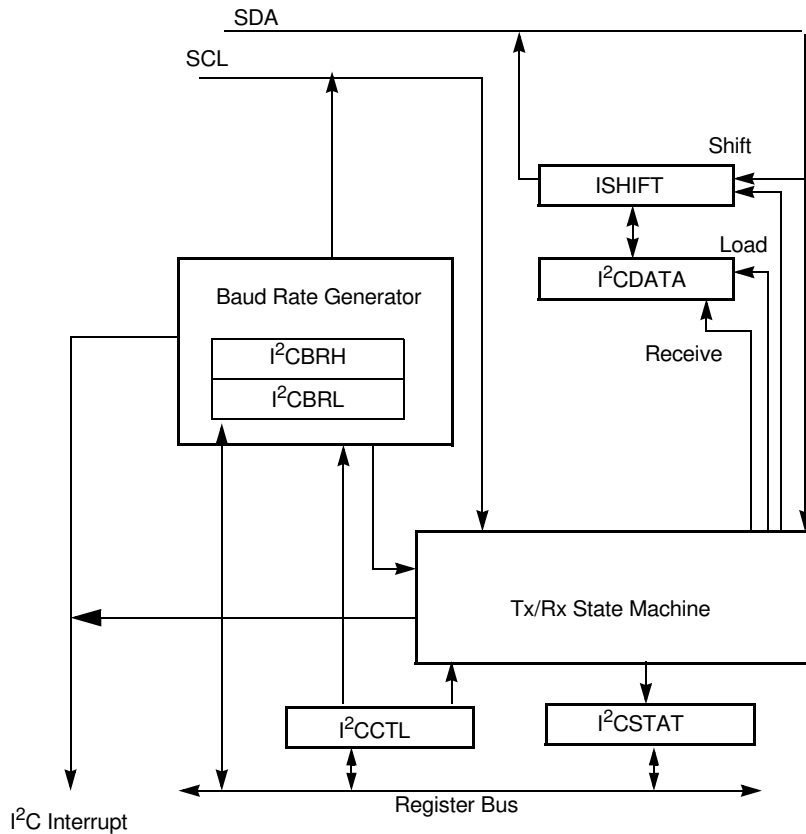 SDA
SCL
Shift
ISHIFT
Load
I²CDATA
Baud Rate Generator
I²CBRH
Receive
I²CBRL
Tx/Rx State Machine
I²CCTL
I²CSTAT
Register Bus
I²C Interrupt